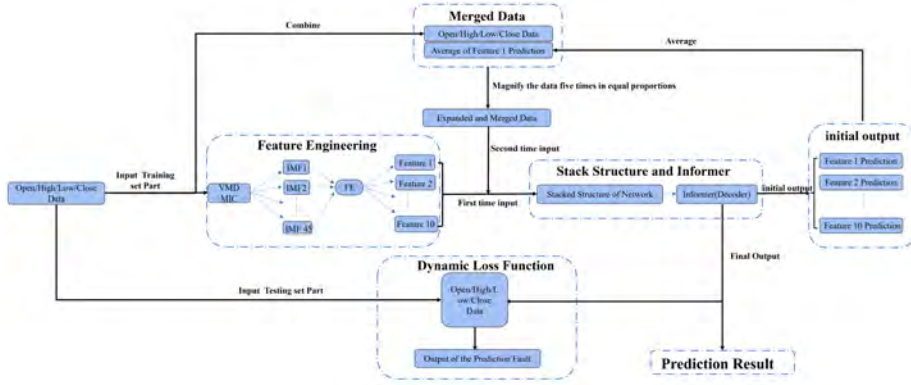 Merged Data
Open/High/Low/Close Data
Average of Feature 1 Prediction
Combine
Average
Magnify the data five times in equal proportions
Expanded and Merged Data
Second time input
initial output
Feature 1 Prediction
Feature 2 Prediction
Feature 10 Prediction
Feature Engineering
Input Training
set Part
Open/High/Low/Close
Data
VMD
MIC
IMF1
IMF2
IMF 45
FE
Feature 1
Feature 2
Feature 10
First time input
Stack Structure and Informer
Stacked Structure of Network
Informer(Decoder)
initial output
Final Output
Dynamic Loss Function
Input Testing set Part
Open/High/L
ow/Close
Data
Output of the Prediction Fault
Prediction Result